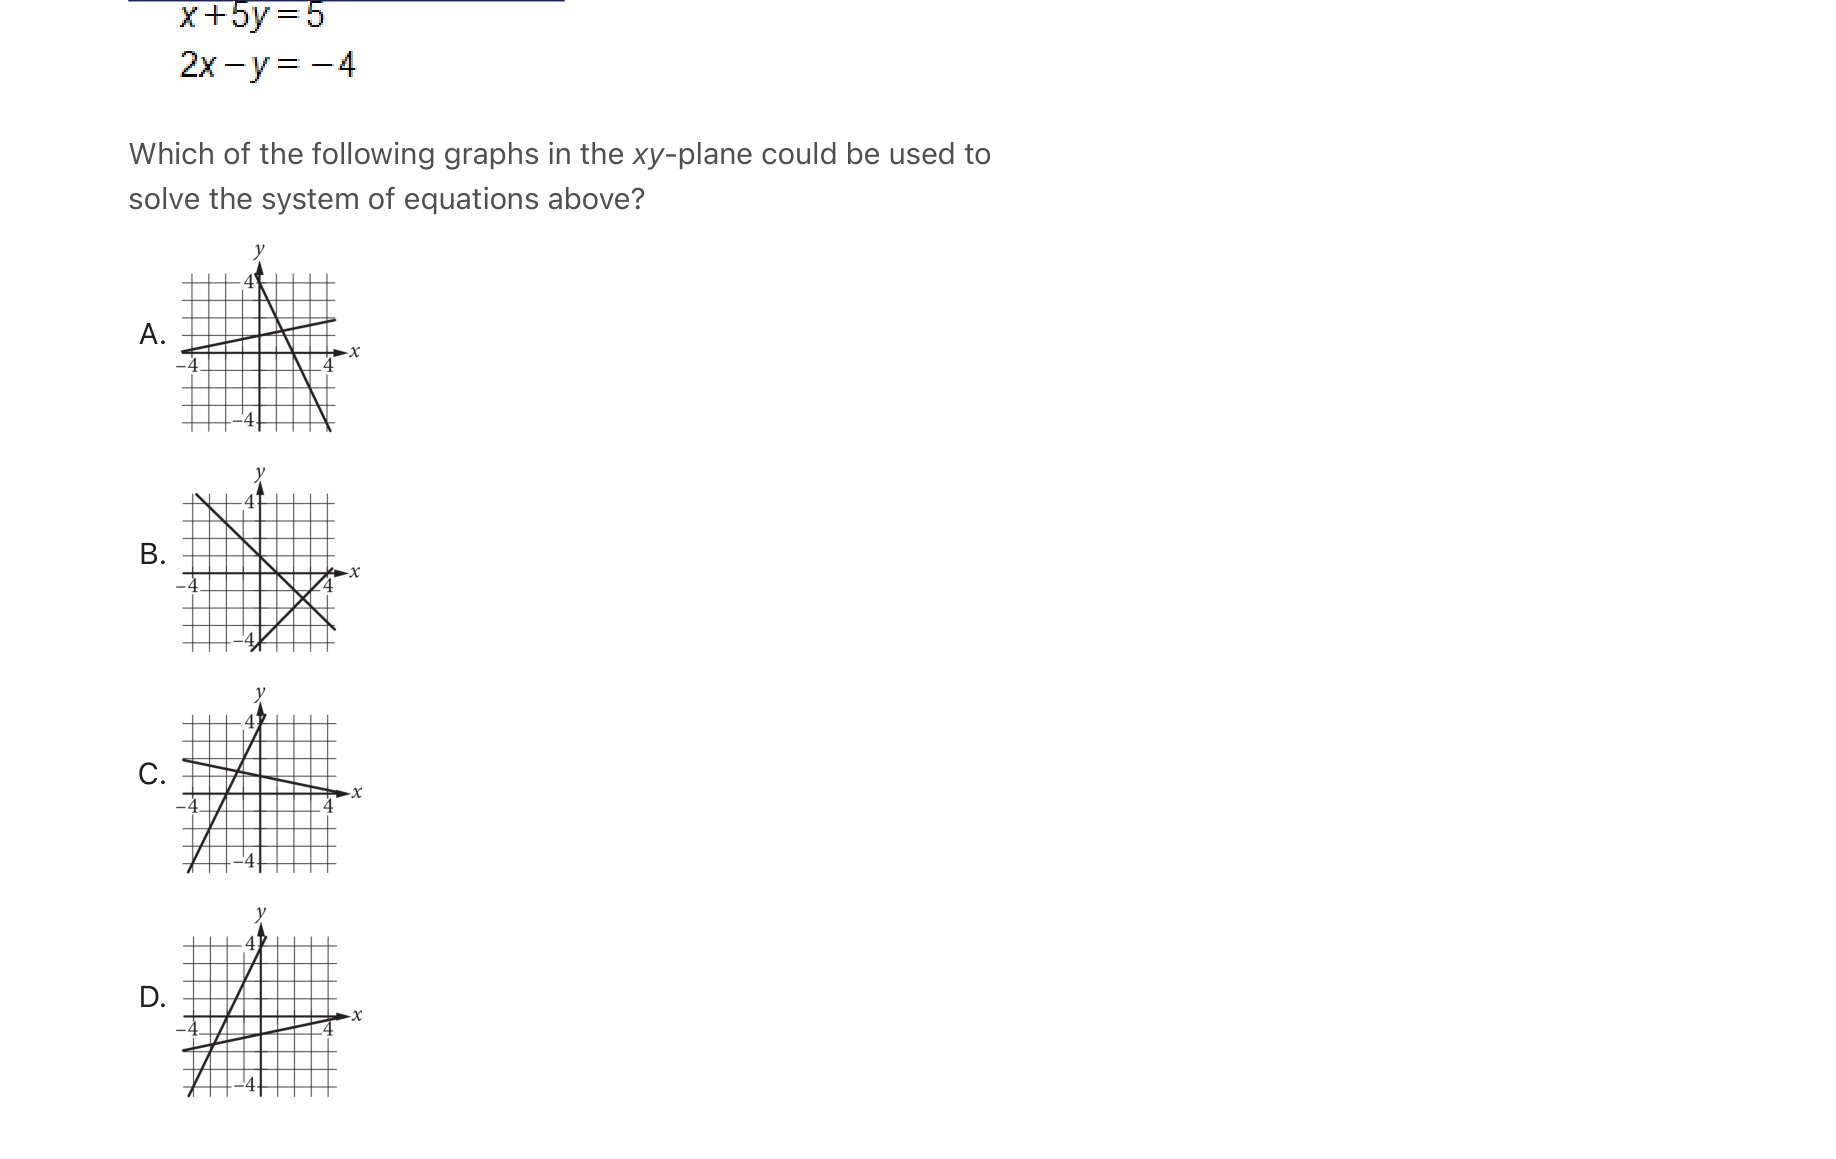 x+5y=5
2x−y=−4
Which of the following graphs in the xy-plane could be used to
solve the system of equations above?
y
4
A.
x
−4
4
−4
y
4
B.
x
−4
4
−4
y
4
C.
x
−4
4
−4
y
4
D.
x
−4
4
−4